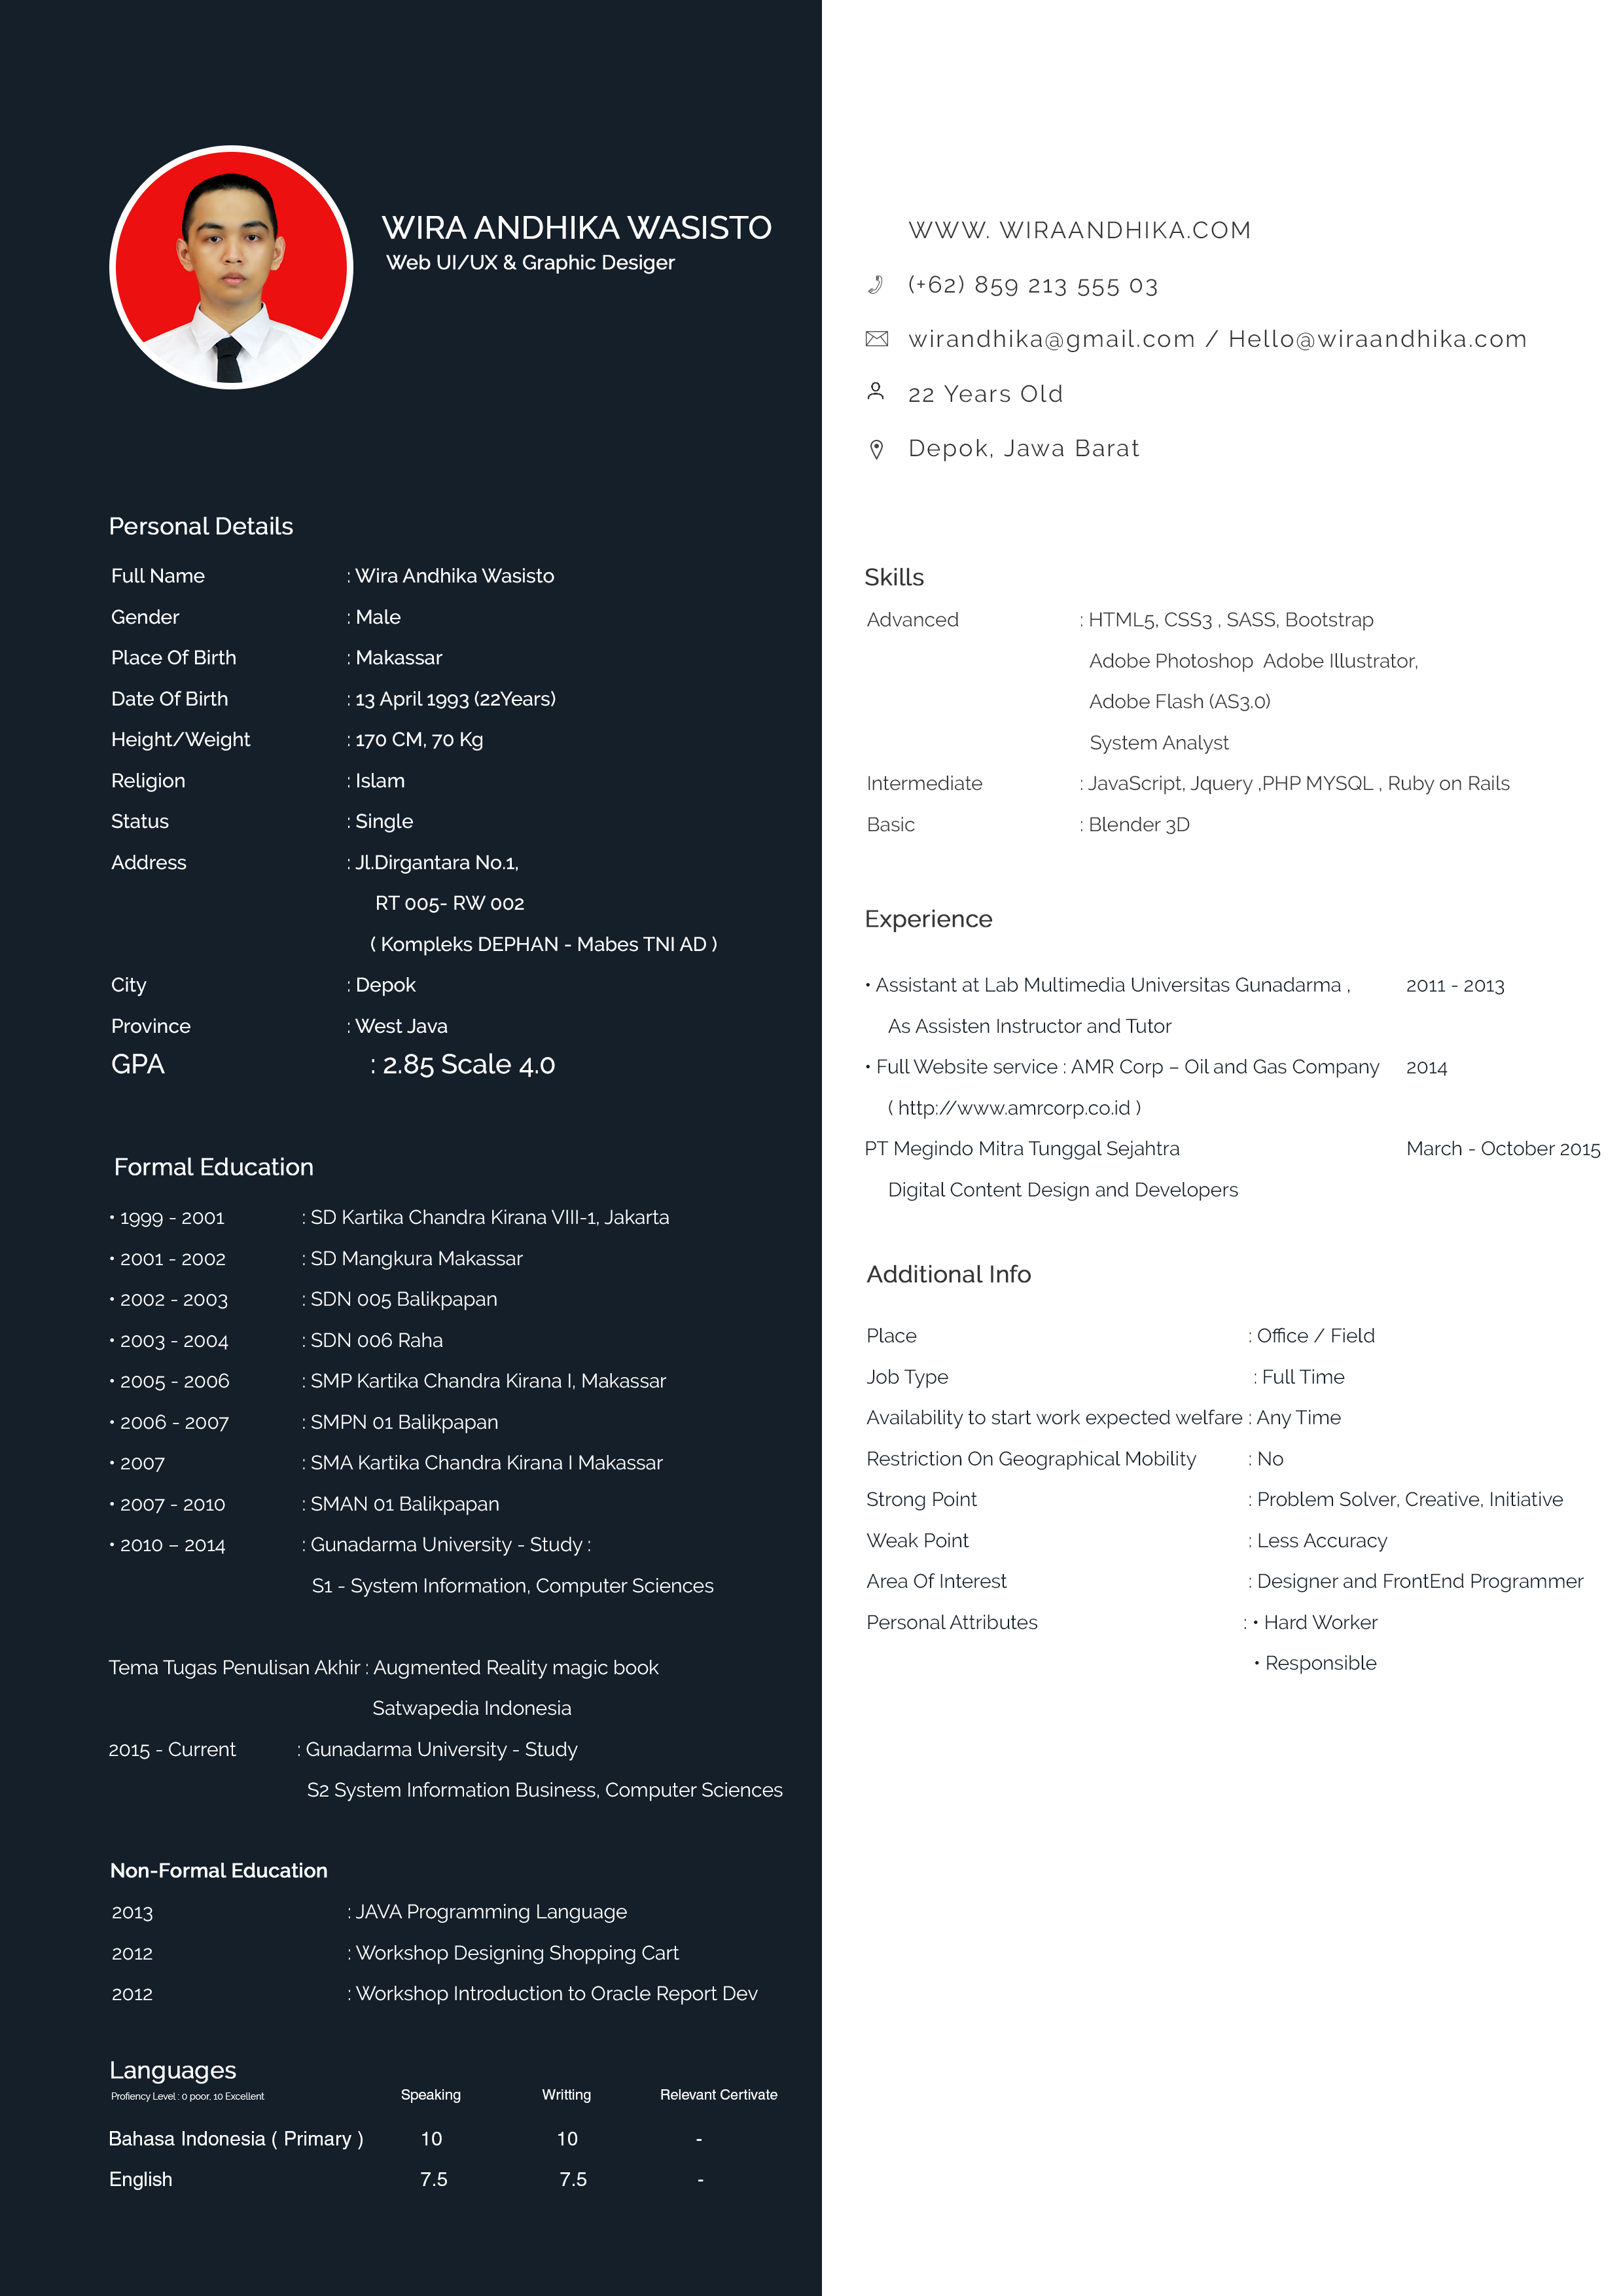 WIRA ANDHIKA WASISTO
Web UI/UX & Graphic Desiger
Personal Details
Full Name : Wira Andhika Wasisto
Gender : Male
Place Of Birth : Makassar
Date Of Birth : 13 April 1993 (22Years)
Height/Weight : 170 CM, 70 Kg
Religion : Islam
Status : Single
Address : Jl.Dirgantara No.1,
RT 005- RW 002
( Kompleks DEPHAN - Mabes TNI AD )
City : Depok
Province : West Java
GPA : 2.85 Scale 4.0
Formal Education
• 1999 - 2001 : SD Kartika Chandra Kirana VIII-1, Jakarta
• 2001 - 2002 : SD Mangkura Makassar
• 2002 - 2003 : SDN 005 Balikpapan
• 2003 - 2004 : SDN 006 Raha
• 2005 - 2006 : SMP Kartika Chandra Kirana I, Makassar
• 2006 - 2007 : SMPN 01 Balikpapan
• 2007 : SMA Kartika Chandra Kirana I Makassar
• 2007 - 2010 : SMAN 01 Balikpapan
• 2010 – 2014 : Gunadarma University - Study :
S1 - System Information, Computer Sciences
Tema Tugas Penulisan Akhir : Augmented Reality magic book
Satwapedia Indonesia
2015 - Current : Gunadarma University - Study
S2 System Information Business, Computer Sciences
Non-Formal Education
2013 : JAVA Programming Language
2012 : Workshop Designing Shopping Cart
2012 : Workshop Introduction to Oracle Report Dev
Languages
Profiency Level : 0 poor, 10 Excellent Speaking Writting Relevant Certivate
Bahasa Indonesia ( Primary ) 10 10 -
English 7.5 7.5 -
WWW. WIRAANDHIKA.COM
(+62) 859 213 555 03
wirandhika@gmail.com / Hello@wiraandhika.com
22 Years Old
Depok, Jawa Barat
Skills
Advanced : HTML5, CSS3 , SASS, Bootstrap
Adobe Photoshop Adobe Illustrator,
Adobe Flash (AS3.0)
System Analyst
Intermediate : JavaScript, Jquery ,PHP MYSQL , Ruby on Rails
Basic : Blender 3D
Experience
• Assistant at Lab Multimedia Universitas Gunadarma , 2011 - 2013
As Assisten Instructor and Tutor
• Full Website service : AMR Corp – Oil and Gas Company 2014
( http://www.amrcorp.co.id )
PT Megindo Mitra Tunggal Sejahtra March - October 2015
Digital Content Design and Developers
Additional Info
Place : Office / Field
Job Type : Full Time
Availability to start work expected welfare : Any Time
Restriction On Geographical Mobility : No
Strong Point : Problem Solver, Creative, Initiative
Weak Point : Less Accuracy
Area Of Interest : Designer and FrontEnd Programmer
Personal Attributes : • Hard Worker
• Responsible